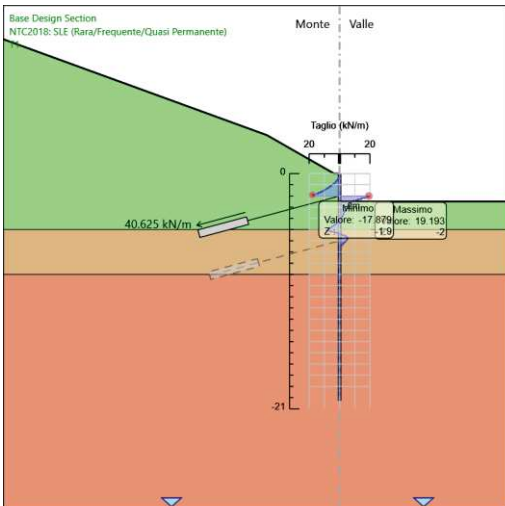 Base Design Section
NTC2018: SLE (Rara/Frequente/Quasi Permanente)
Monte
Valle
Taglio (kN/m)
20
20
0
Minimo
Massimo
Valore: -17.879
lore: 19.193
Z
-1.9
-2
40.625 kN/m
-21